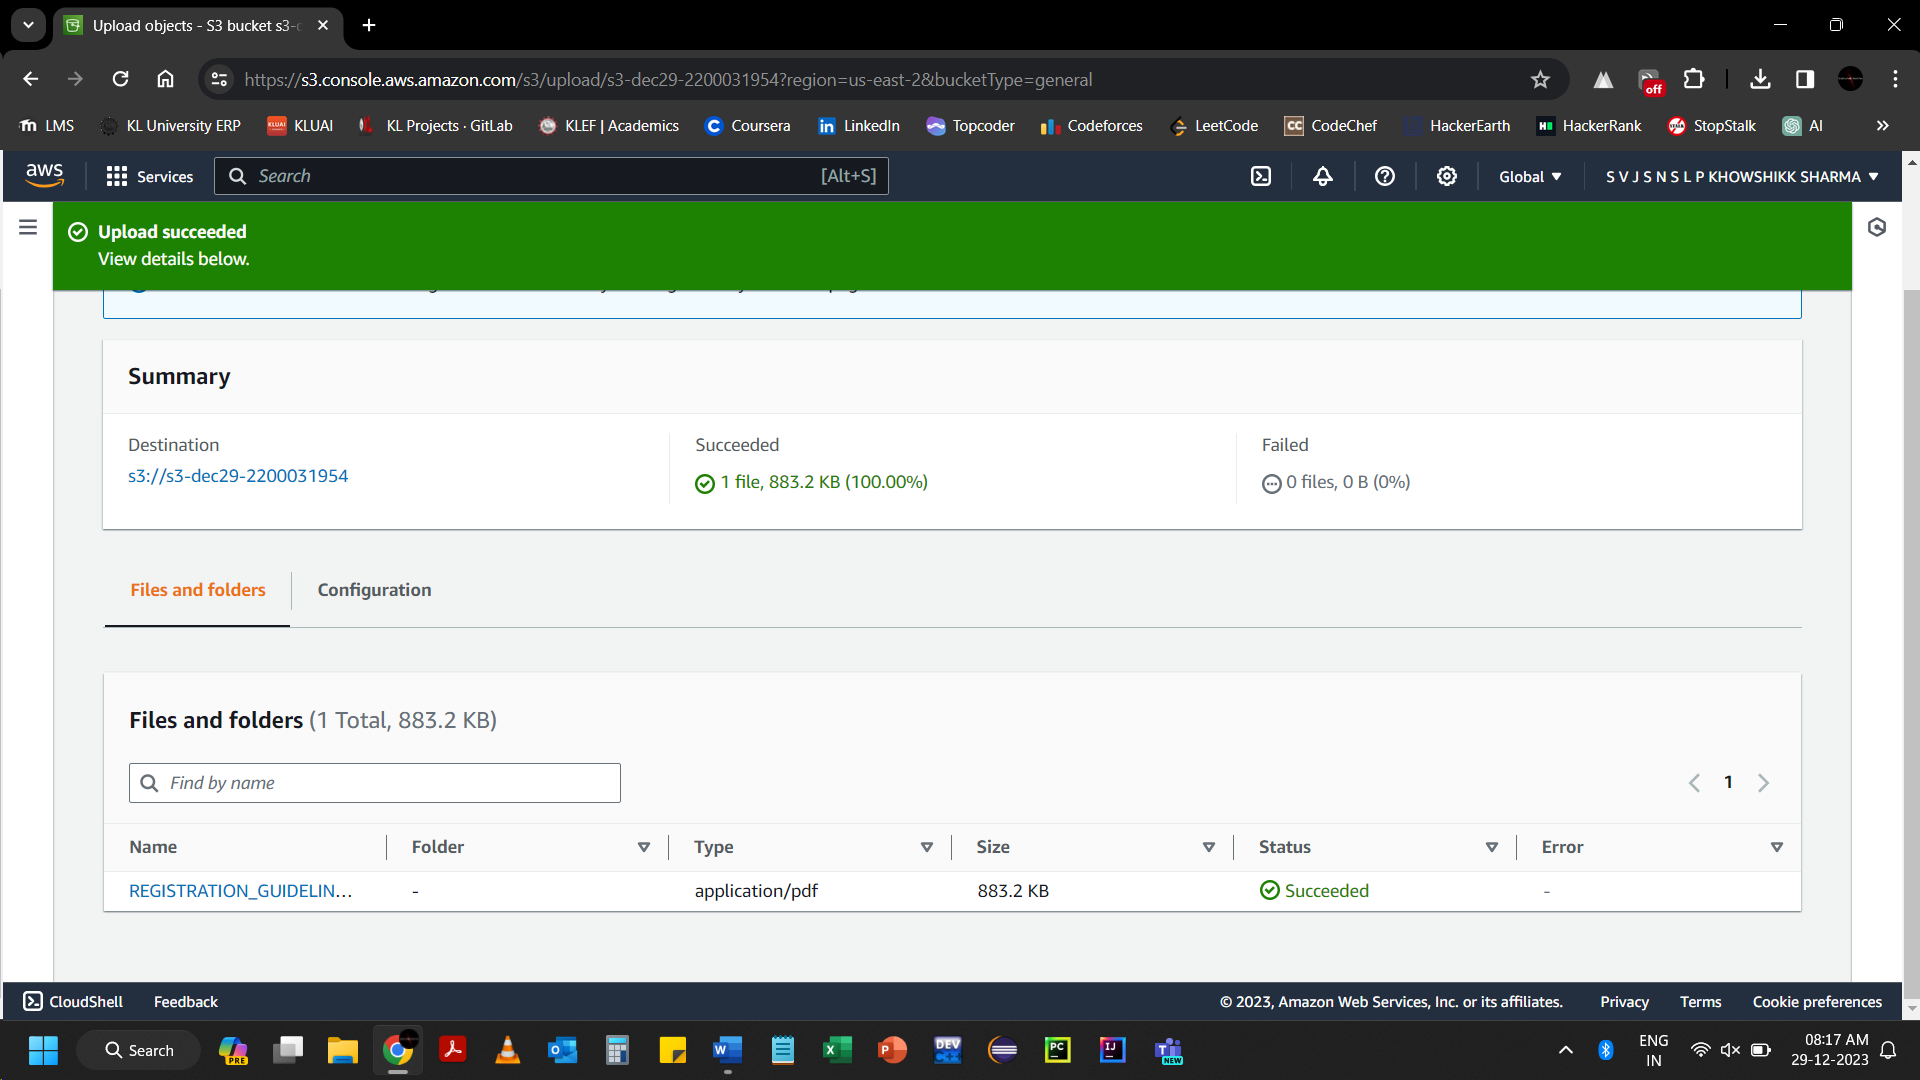 Upload objects - S3 bucket s3-d
https://s3.console.aws.amazon.com/s3/upload/s3-dec29-2200031954?region=us-east-2&bucketType=general
off
LMS KL University ERP KLUAI KL Projects · GitLab KLEF | Academics Coursera LinkedIn Topcoder Codeforces LeetCode CodeChef HackerEarth HackerRank StopStalk AI
aws Services Search [Alt+S] Global S V J S N S L P KHOWSHIKK SHARMA
Upload succeeded
View details below.
Summary
Destination Succeeded Failed
s3://s3-dec29-2200031954 1 file, 883.2 KB (100.00%) 0 files, 0 B (0%)
Files and folders Configuration
Files and folders (1 Total, 883.2 KB)
Find by name 1
Name Folder Type Size Status Error
REGISTRATION_GUIDELIN... - application/pdf 883.2 KB Succeeded -
CloudShell Feedback © 2023, Amazon Web Services, Inc. or its affiliates. Privacy Terms Cookie preferences
Search
ENG
IN
08:17 AM
29-12-2023